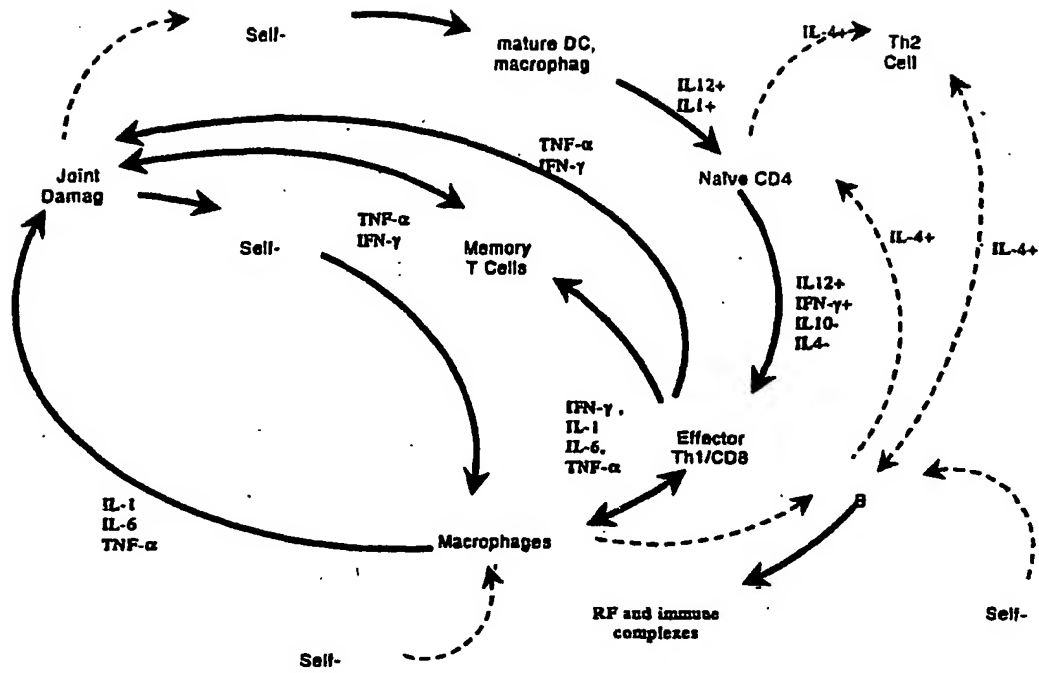 Self-
mature DC,
macrophag
IL-4+
Th2
Cell
IL12+
IL1+
TNF-α
IFN-γ
Joint
Damag
Naïve CD4
TNF-α
IFN-γ
Self-
Memory
T Cells
IL-4+
IL-4+
IL12+
IFN-γ+
IL10-
IL4-
IFN-γ,
IL-1
IL-6,
TNF-α
Effector
Th1/CD8
IL-1
IL-6
TNF-α
B
Macrophages
RF and immune
complexes
Self-
Self-